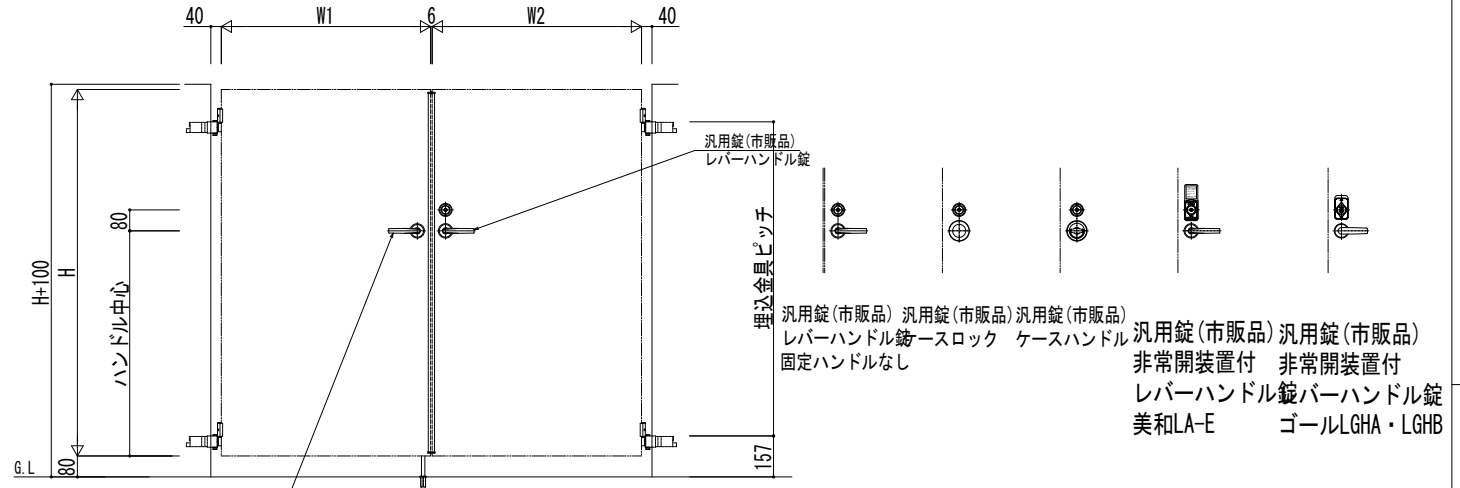 40
W1
6
W2
40
汎用錠(市販品)
レバーハンドル錠
80
H+100
H
ハンドル中心
埋込金具ピッチ
汎用錠(市販品)
レバーハンドル錠
固定ハンドルなし
汎用錠(市販品)
ケースロック
汎用錠(市販品)
ケースハンドル
汎用錠(市販品)
非常開装置付
レバーハンドル錠
美和LA-E
汎用錠(市販品)
非常開装置付
レバーハンドル錠
ゴールLGHA・LGHB
G.L
80
157